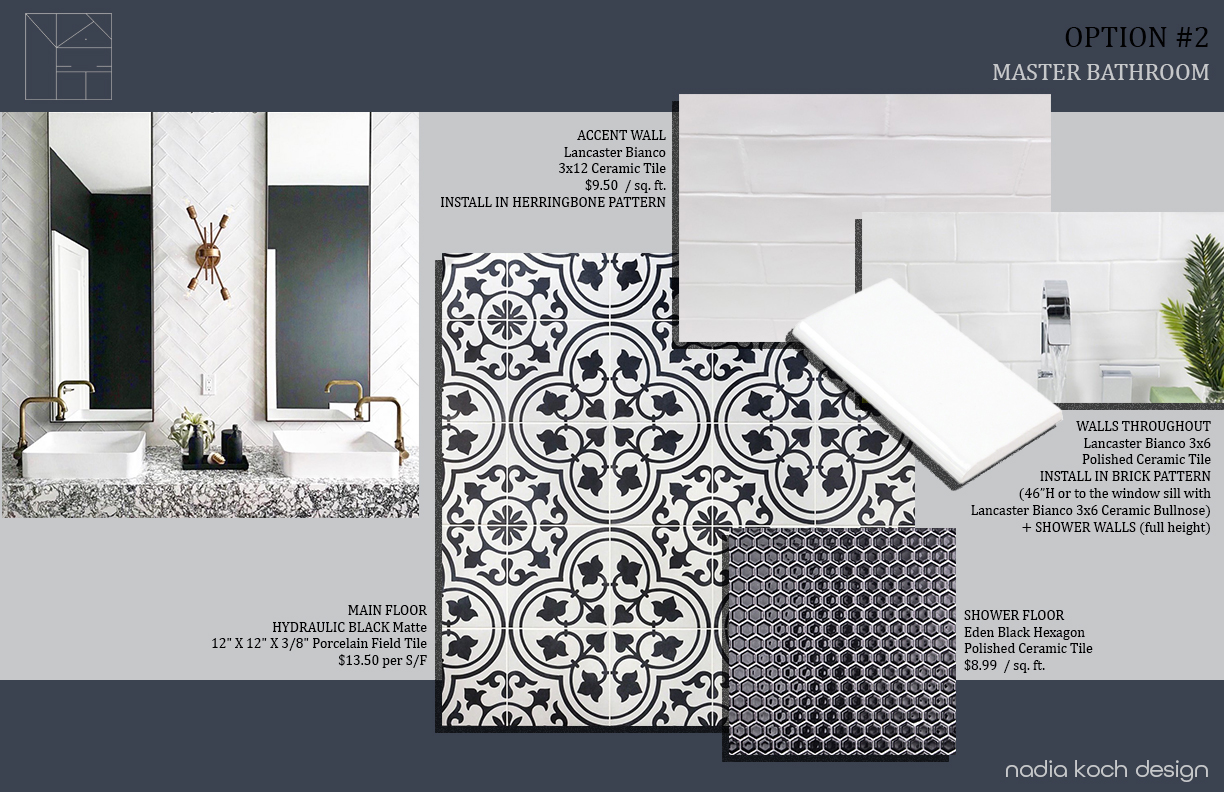 OPTION #2
MASTER BATHROOM
ACCENT WALL
Lancaster Bianco
3x12 Ceramic Tile
$9.50 / sq. ft.
INSTALL IN HERRINGBONE PATTERN
WALLS THROUGHOUT
Lancaster Bianco 3x6
Polished Ceramic Tile
INSTALL IN BRICK PATTERN
(46"H or to the window sill with
Lancaster Bianco 3x6 Ceramic Bullnose)
+ SHOWER WALLS (full height)
MAIN FLOOR
HYDRAULIC BLACK Matte
12" X 12" X 3/8" Porcelain Field Tile
$13.50 per S/F
SHOWER FLOOR
Eden Black Hexagon
Polished Ceramic Tile
$8.99 / sq. ft.
nadia koch design